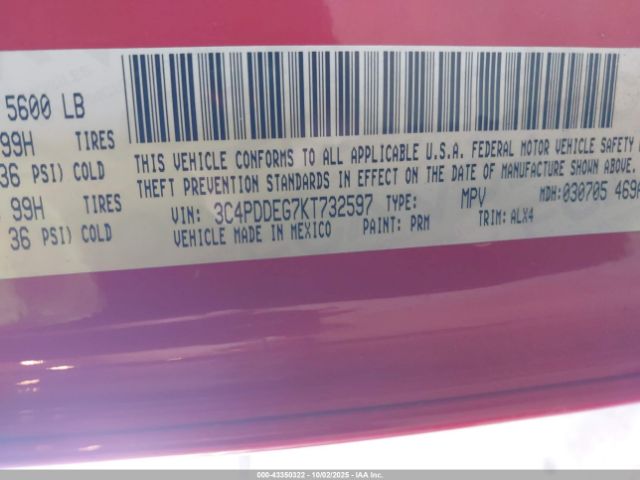 5600 LB
99H TIRES
36 PSI) COLD
99H TIRES
36 PSI) COLD
THIS VEHICLE CONFORMS TO ALL APPLICABLE U.S.A. FEDERAL MOTOR VEHICLE SAFETY
THEFT PREVENTION STANDARDS IN EFFECT ON THE DATE OF MANUFACTURE SHOWN ABOVE.
VIN: 3C4PDDEG7KT732597 TYPE: MPV MDH:030705 469
VEHICLE MADE IN MEXICO PAINT: PRM TRIM: ALX4
000-43350322 - 10/02/2025 - IAA, Inc.